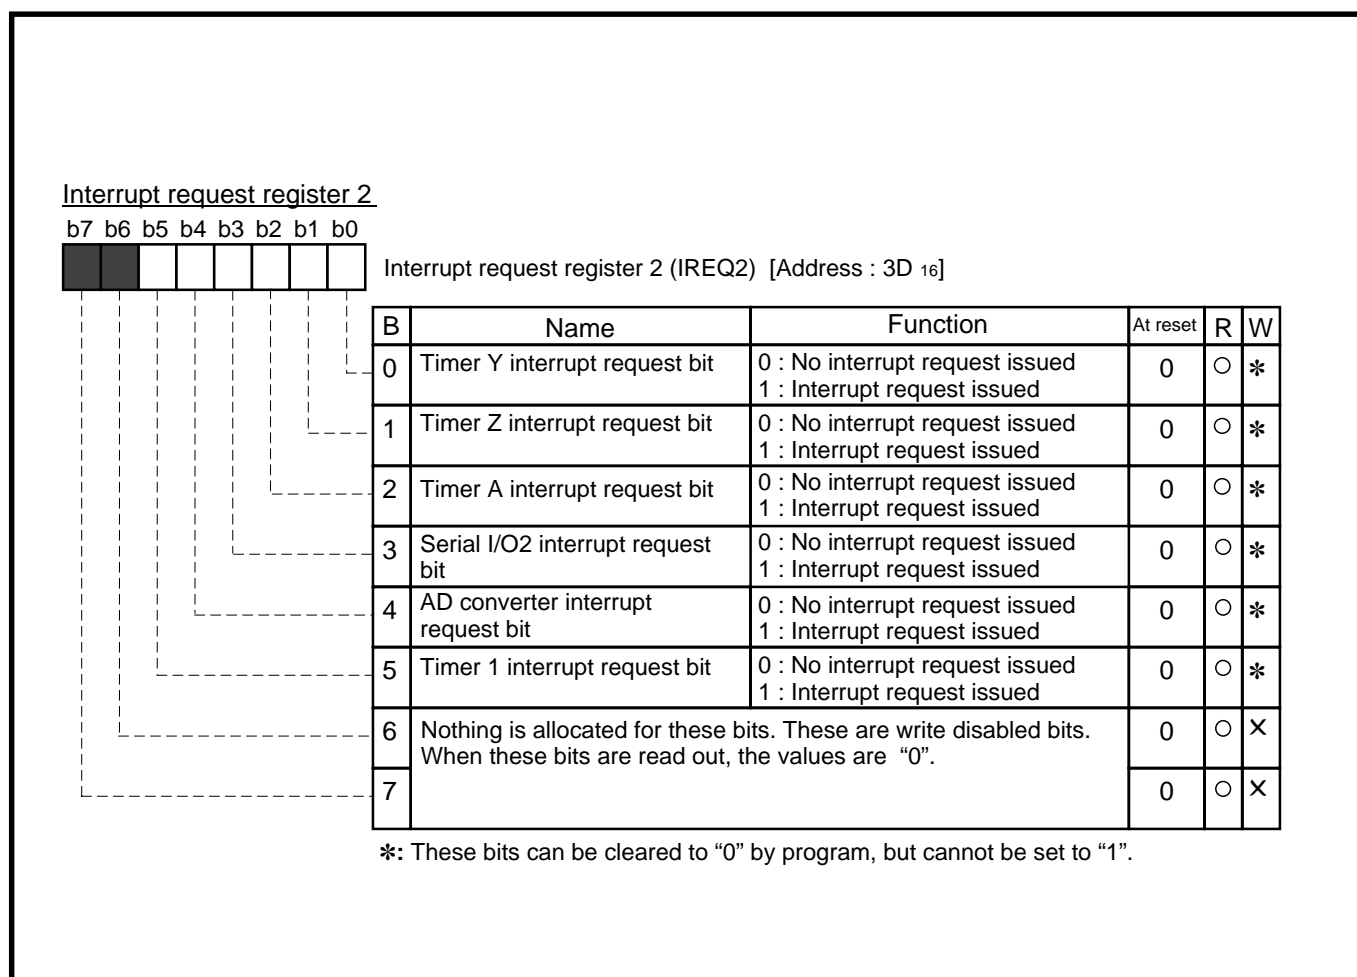 Interrupt request register 2
b7 b6 b5 b4 b3 b2 b1 b0
Interrupt request register 2 (IREQ2) [Address : 3D 16]
B Name Function At reset R W
0 Timer Y interrupt request bit 0 : No interrupt request issued 0 ○ ✻
1 : Interrupt request issued
1 Timer Z interrupt request bit 0 : No interrupt request issued 0 ○ ✻
1 : Interrupt request issued
2 Timer A interrupt request bit 0 : No interrupt request issued 0 ○ ✻
1 : Interrupt request issued
3 Serial I/O2 interrupt request 0 : No interrupt request issued 0 ○ ✻
bit 1 : Interrupt request issued
4 AD converter interrupt 0 : No interrupt request issued 0 ○ ✻
request bit 1 : Interrupt request issued
5 Timer 1 interrupt request bit 0 : No interrupt request issued 0 ○ ✻
1 : Interrupt request issued
6 Nothing is allocated for these bits. These are write disabled bits. 0 ○ ×
When these bits are read out, the values are “0”.
7 0 ○ ×
✻: These bits can be cleared to “0” by program, but cannot be set to “1”.